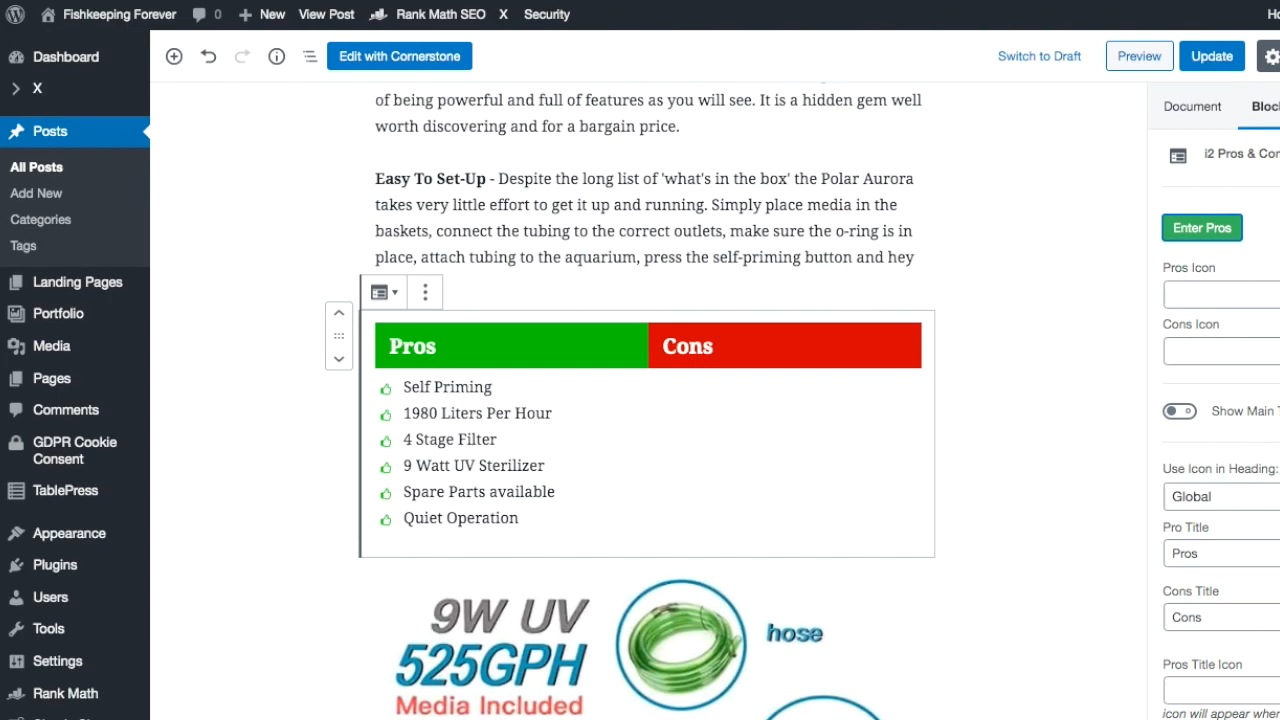 Fishkeeping Forever 0 New View Post Rank Math SEO X Security
Dashboard
X
Posts
All Posts
Add New
Categories
Tags
Landing Pages
Portfolio
Media
Pages
Comments
GDPR Cookie
Consent
TablePress
Appearance
Plugins
Users
Tools
Settings
Rank Math
Edit with Cornerstone
Switch to Draft
Preview
Update
of being powerful and full of features as you will see. It is a hidden gem well
worth discovering and for a bargain price.
Easy To Set-Up - Despite the long list of 'what's in the box' the Polar Aurora
takes very little effort to get it up and running. Simply place media in the
baskets, connect the tubing to the correct outlets, make sure the o-ring is in
place, attach tubing to the aquarium, press the self-priming button and hey
Pros Cons
Self Priming
1980 Liters Per Hour
4 Stage Filter
9 Watt UV Sterilizer
Spare Parts available
Quiet Operation
9W UV
525GPH
Media Included
hose
Document Bloc
i2 Pros & Con
Enter Pros
Pros Icon
Cons Icon
Show Main T
Use Icon in Heading:
Global
Pro Title
Pros
Cons Title
Cons
Pros Title Icon
icon will appear when